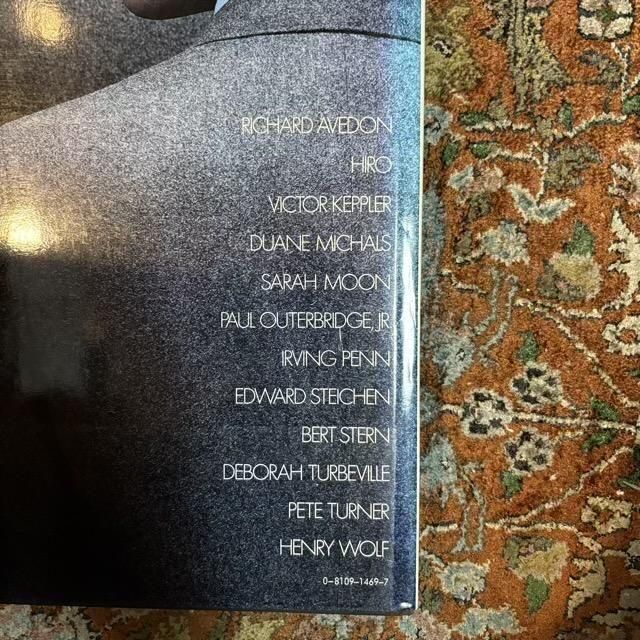 RICHARD AVEDON
HIRO
VICTOR KEPPLER
DUANE MICHALS
SARAH MOON
PAUL OUTERBRIDGE, JR.
IRVING PENN
EDWARD STEICHEN
BERT STERN
DEBORAH TURBEVILLE
PETE TURNER
HENRY WOLF
0-8109-1469-7